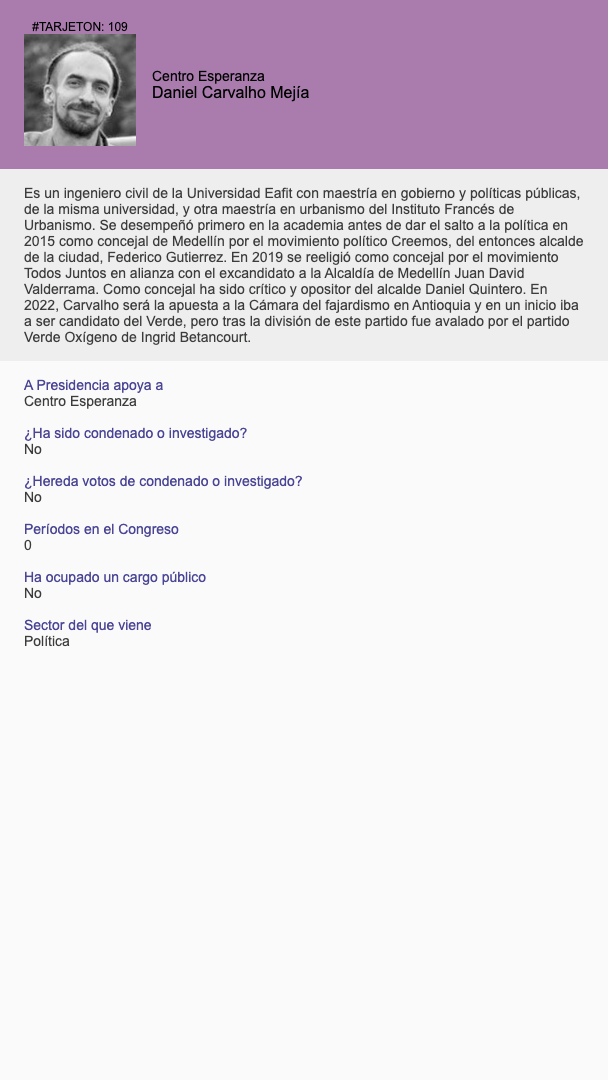 #TARJETON: 109
Centro Esperanza
Daniel Carvalho Mejía
Es un ingeniero civil de la Universidad Eafit con maestría en gobierno y políticas públicas,
de la misma universidad, y otra maestría en urbanismo del Instituto Francés de
Urbanismo. Se desempeñó primero en la academia antes de dar el salto a la política en
2015 como concejal de Medellín por el movimiento político Creemos, del entonces alcalde
de la ciudad, Federico Gutierrez. En 2019 se reeligió como concejal por el movimiento
Todos Juntos en alianza con el excandidato a la Alcaldía de Medellín Juan David
Valderrama. Como concejal ha sido crítico y opositor del alcalde Daniel Quintero. En
2022, Carvalho será la apuesta a la Cámara del fajardismo en Antioquia y en un inicio iba
a ser candidato del Verde, pero tras la división de este partido fue avalado por el partido
Verde Oxígeno de Ingrid Betancourt.
A Presidencia apoya a
Centro Esperanza
¿Ha sido condenado o investigado?
No
¿Hereda votos de condenado o investigado?
No
Períodos en el Congreso
0
Ha ocupado un cargo público
No
Sector del que viene
Política